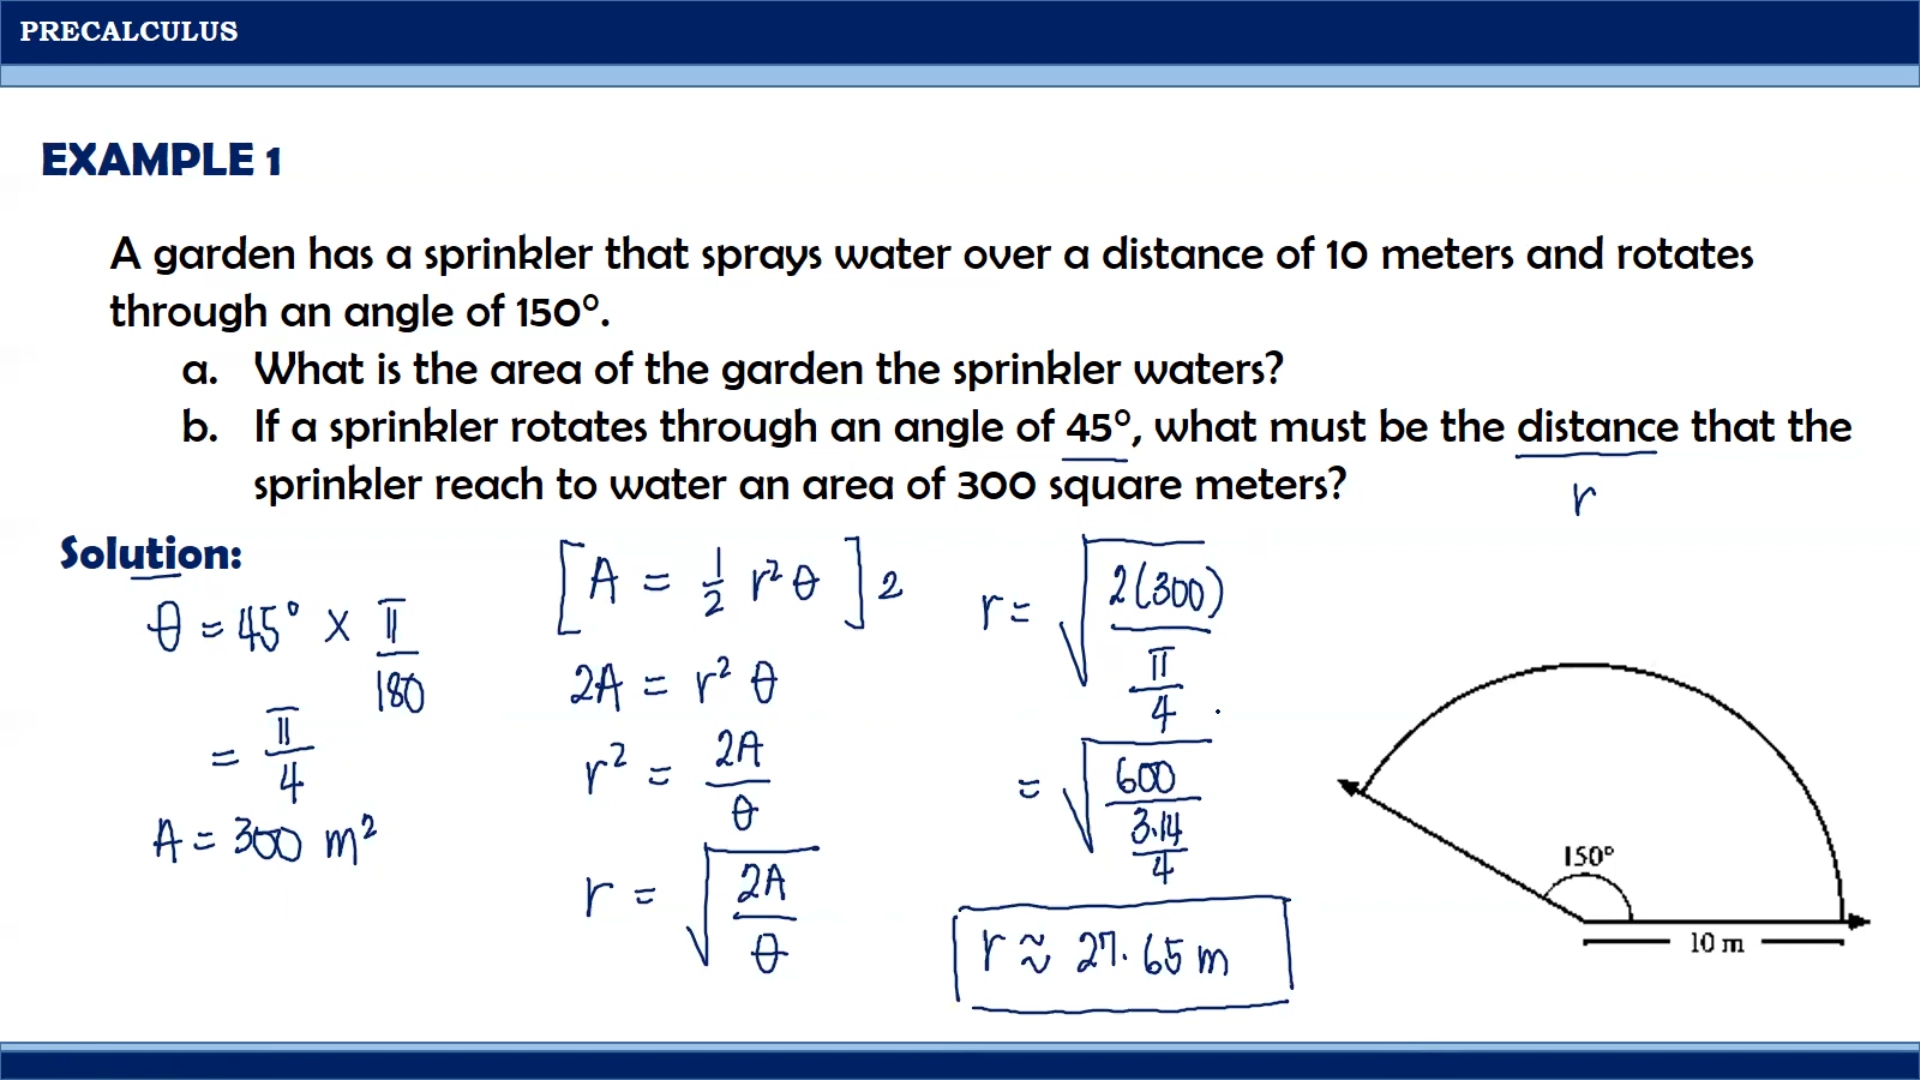 PRECALCULUS
EXAMPLE 1
A garden has a sprinkler that sprays water over a distance of 10 meters and rotates
through an angle of 150°.
a. What is the area of the garden the sprinkler waters?
b. If a sprinkler rotates through an angle of 45°, what must be the distance that the
sprinkler reach to water an area of 300 square meters?
r
Solution:
θ = 45° × π/180
= π/4
A = 300 m²
[A = 1/2 r²θ]2
2A = r² θ
r² = 2A/θ
r = √(2A/θ)
r = √(2(300)/(π/4))
= √(600/(3.14/4))
r ≈ 27.65 m
150°
10 m